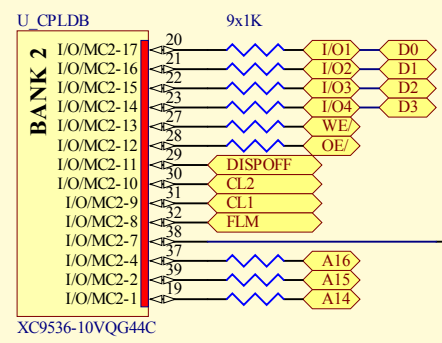 U_CPLDB 9x1K
BANK 2
I/O/MC2-17 20 I/O1 D0
I/O/MC2-16 21 I/O2 D1
I/O/MC2-15 22 I/O3 D2
I/O/MC2-14 23 I/O4 D3
I/O/MC2-13 27 WE/
I/O/MC2-12 28 OE/
I/O/MC2-11 29 DISPOFF
I/O/MC2-10 30 CL2
I/O/MC2-9 31 CL1
I/O/MC2-8 32 FLM
I/O/MC2-7 38
I/O/MC2-4 37 A16
I/O/MC2-2 39 A15
I/O/MC2-1 19 A14
XC9536-10VQG44C